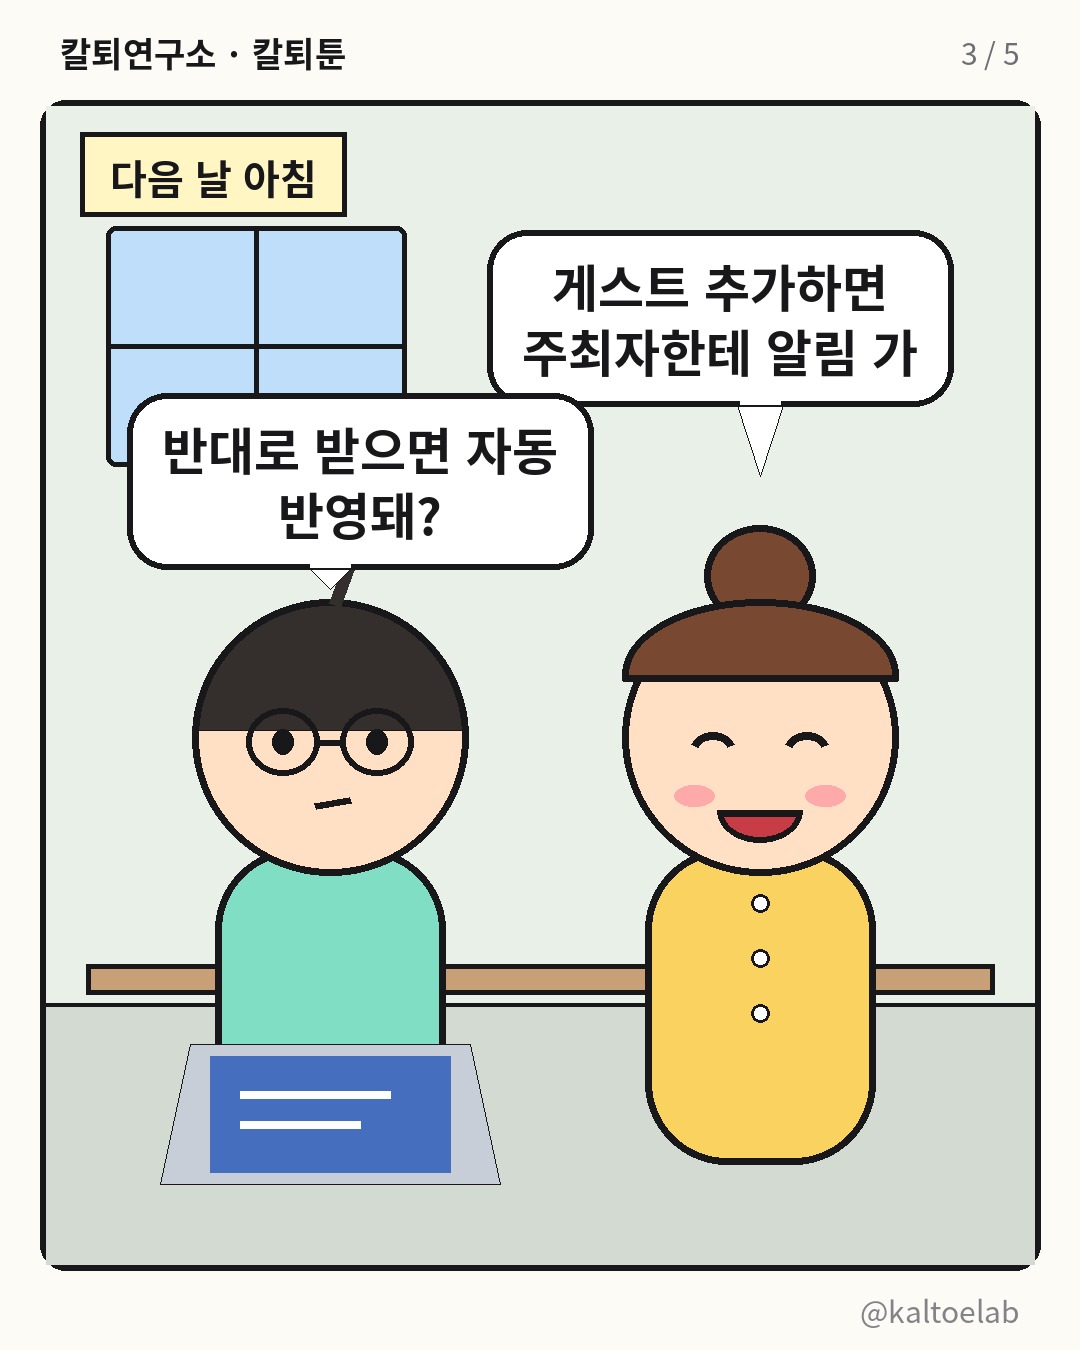 칼퇴연구소 · 칼퇴툰
3 / 5
다음 날 아침
게스트 추가하면
주최자한테 알림 가
반대로 받으면 자동
반영돼?
@kaltoelab